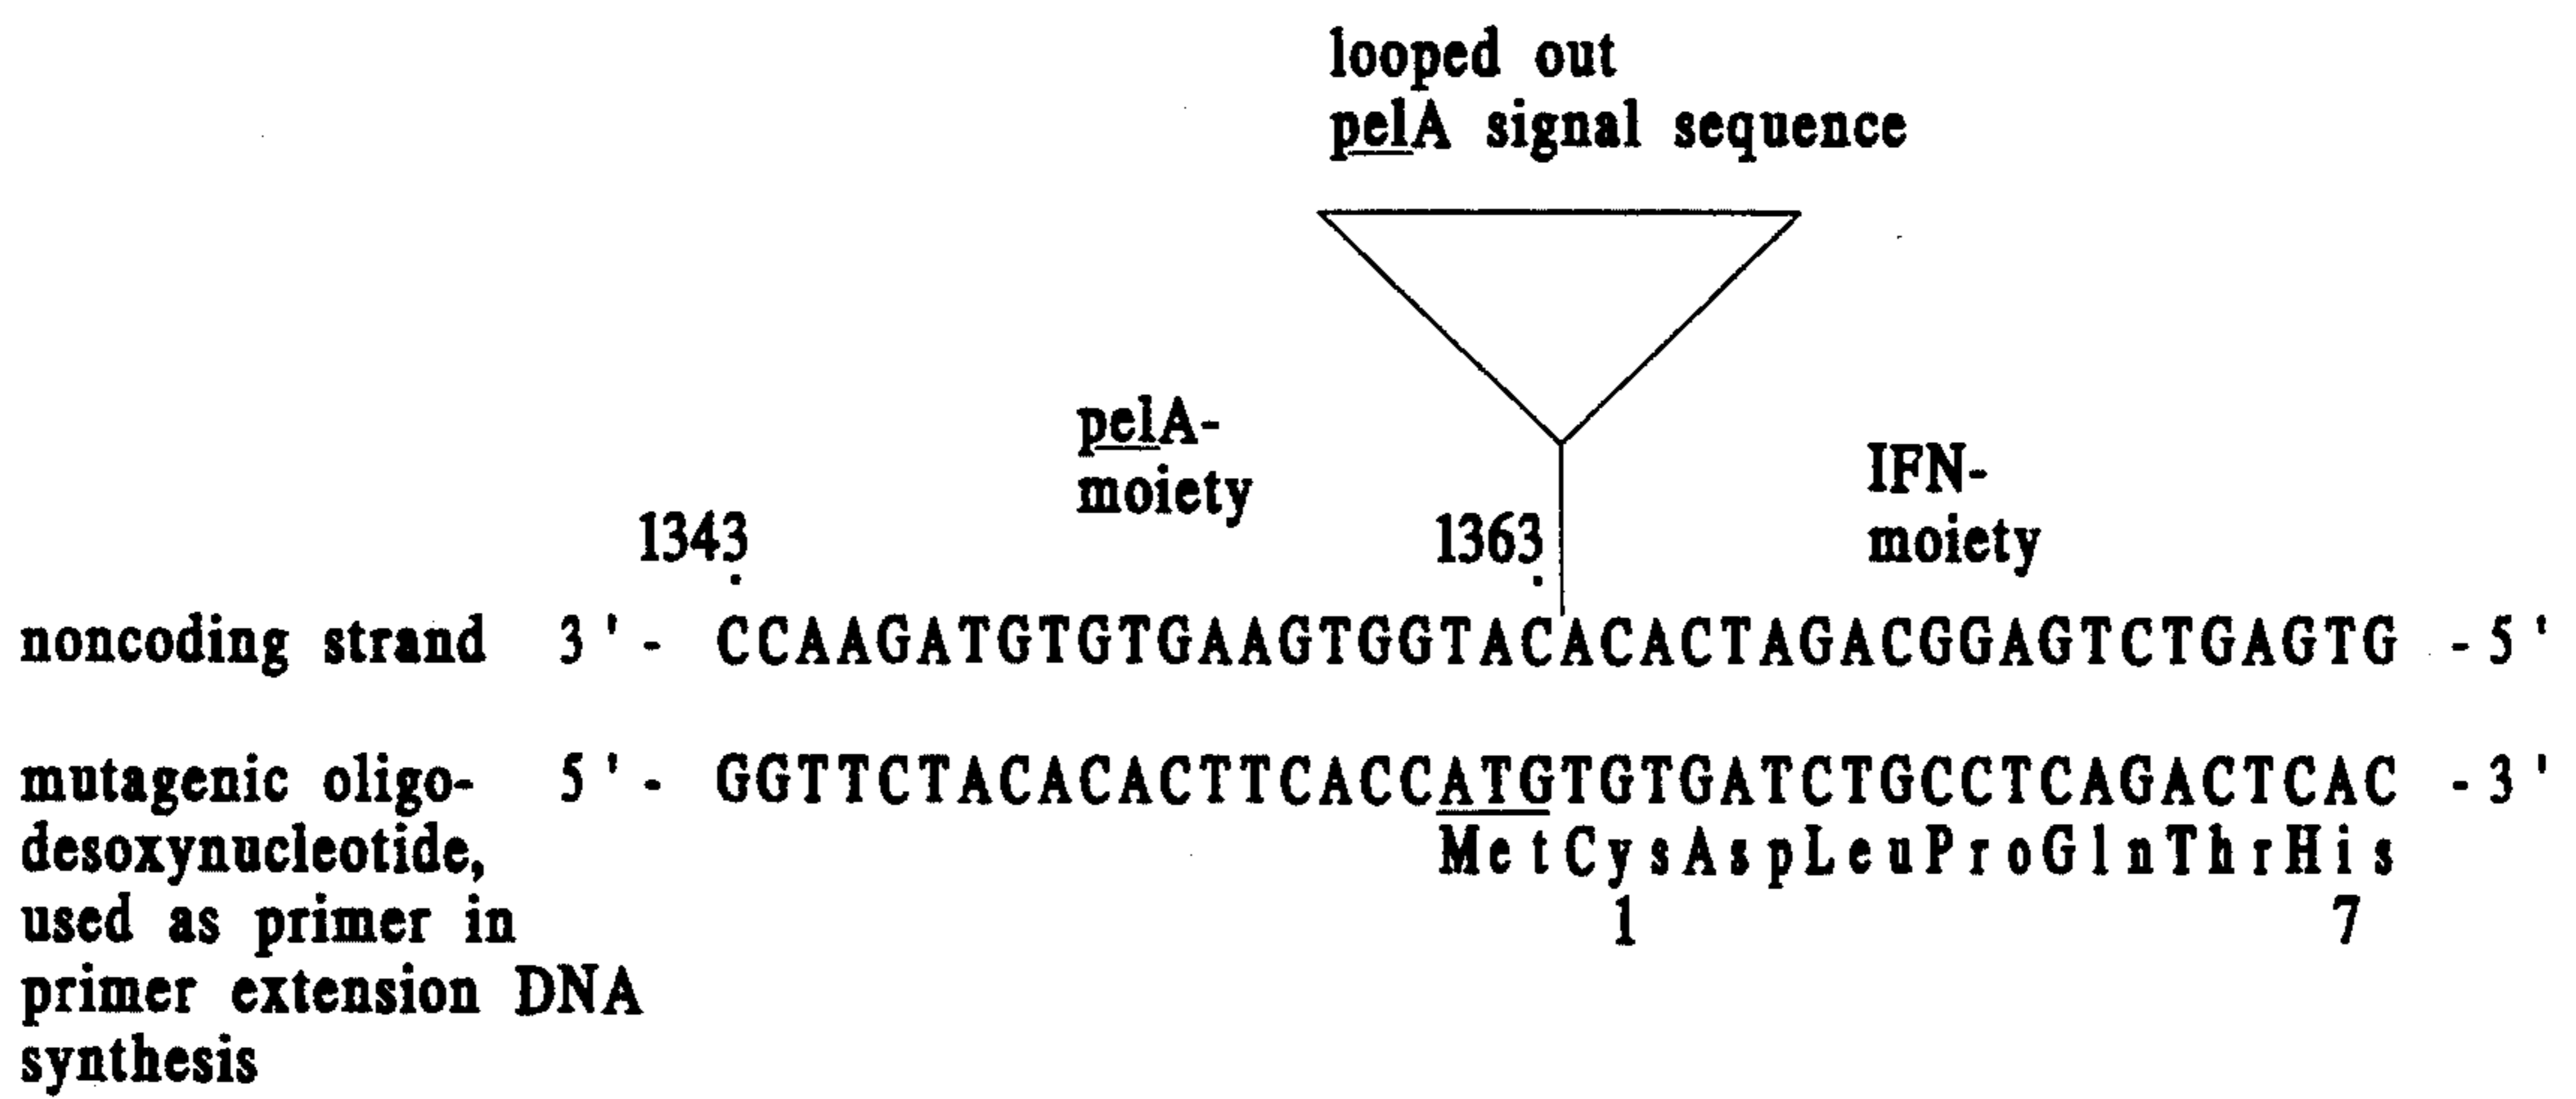 looped out
pelA signal sequence
pelA-
moiety
IFN-
moiety
1343 1363
noncoding strand 3'- CCAAGATGTGTGAAGTGGTACACACTAGACGGAGTCTGAGTG -5'
mutagenic oligo- 5'- GGTTCTACACACTTCACCATGTGTGATCTGCCTCAGACTCAC -3'
desoxynucleotide, MetCysAspLeuProGlnThrHis
used as primer in 1 7
primer extension DNA
synthesis